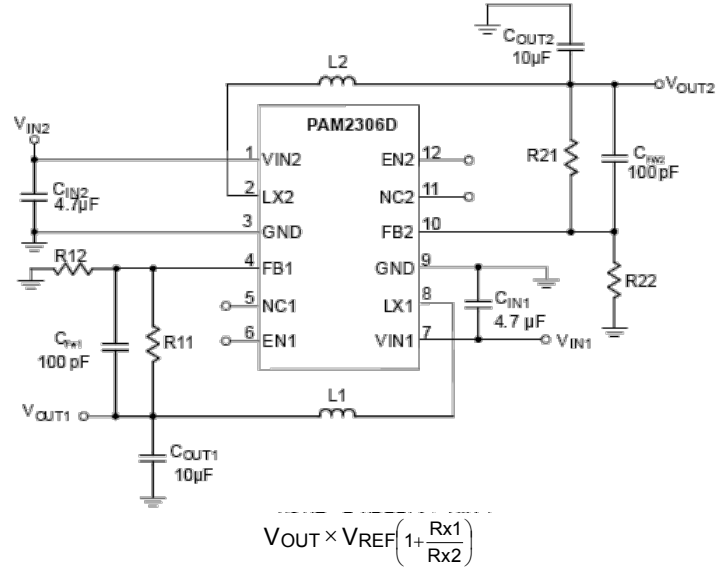 COUT2
10µF
L2
VOUT2
PAM2306D
VIN2
1 VIN2
EN2 12
R21
CFW2
100 pF
CIN2
4.7µF
2 LX2
NC2 11
3 GND
FB2 10
R12
4 FB1
GND 9
R22
5 NC1
LX1 8
CIN1
4.7 µF
CFW1
100 pF
R11
6 EN1
VIN1 7
VIN1
L1
VOUT1
COUT1
10µF
VOUT × VREF(1+Rx1/Rx2)